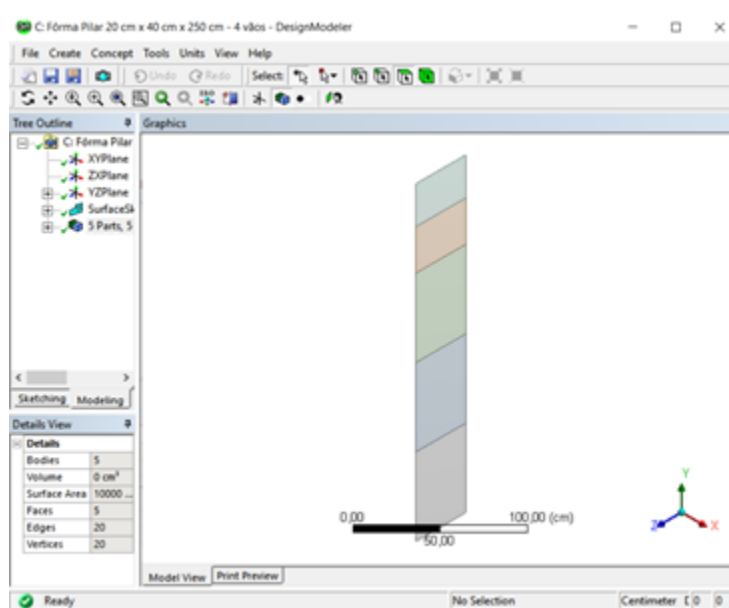 C: Fôrma Pilar 20 cm x 40 cm x 250 cm - 4 vãos - DesignModeler
File Create Concept Tools Units View Help
Undo Redo Select:
Tree Outline
Graphics
C: Fôrma Pilar
XYPlane
ZXPlane
YZPlane
SurfaceSk
5 Parts, 5
Sketching Modeling
Details View
Details
Bodies 5
Volume 0 cm³
Surface Area 10000 ...
Faces 5
Edges 20
Vertices 20
0,00 100,00 (cm)
50,00
Y
Z X
Model View Print Preview
Ready No Selection Centimeter 0 0